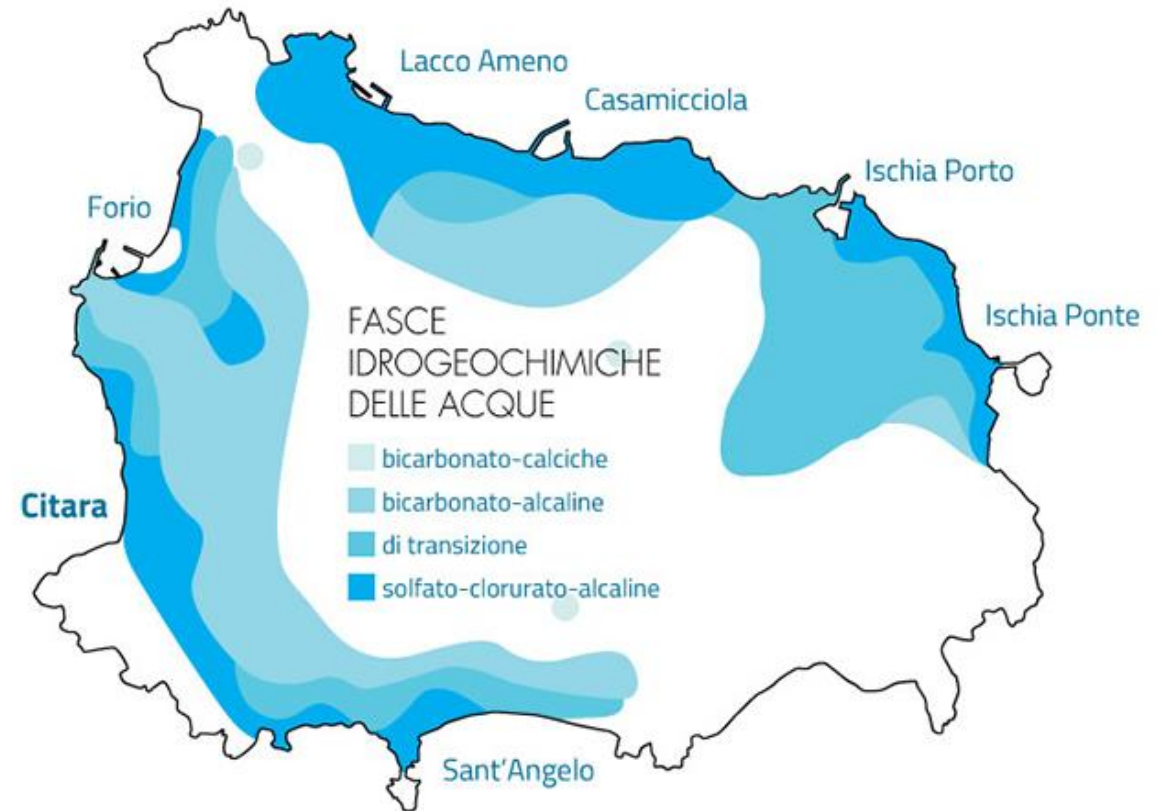 Lacco Ameno
Casamicciola
Ischia Porto
Forio
Ischia Ponte
FASCE
IDROGEOCHIMICHE
DELLE ACQUE
bicarbonato-calciche
bicarbonato-alcaline
Citara
di transizione
solfato-clorurato-alcaline
Sant'Angelo